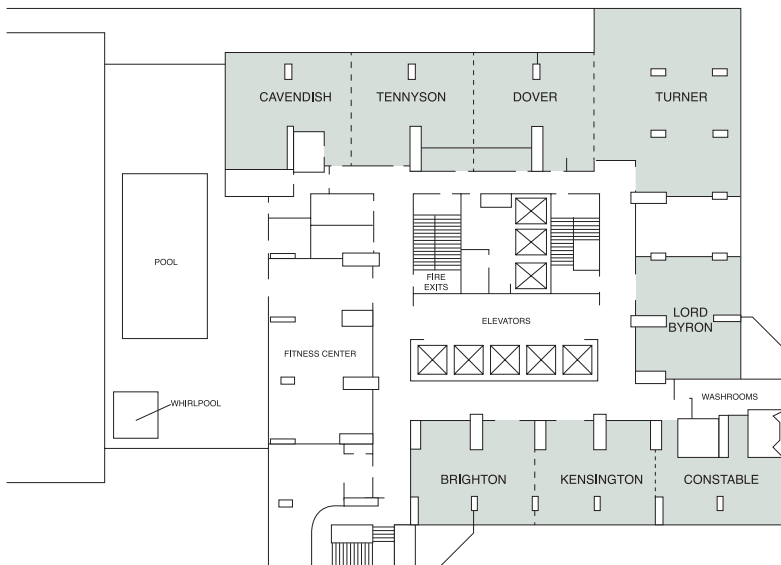 CAVENDISH
TENNYSON
DOVER
TURNER
POOL
FIRE
EXITS
LORD
BYRON
ELEVATORS
FITNESS CENTER
WHIRLPOOL
WASHROOMS
BRIGHTON
KENSINGTON
CONSTABLE